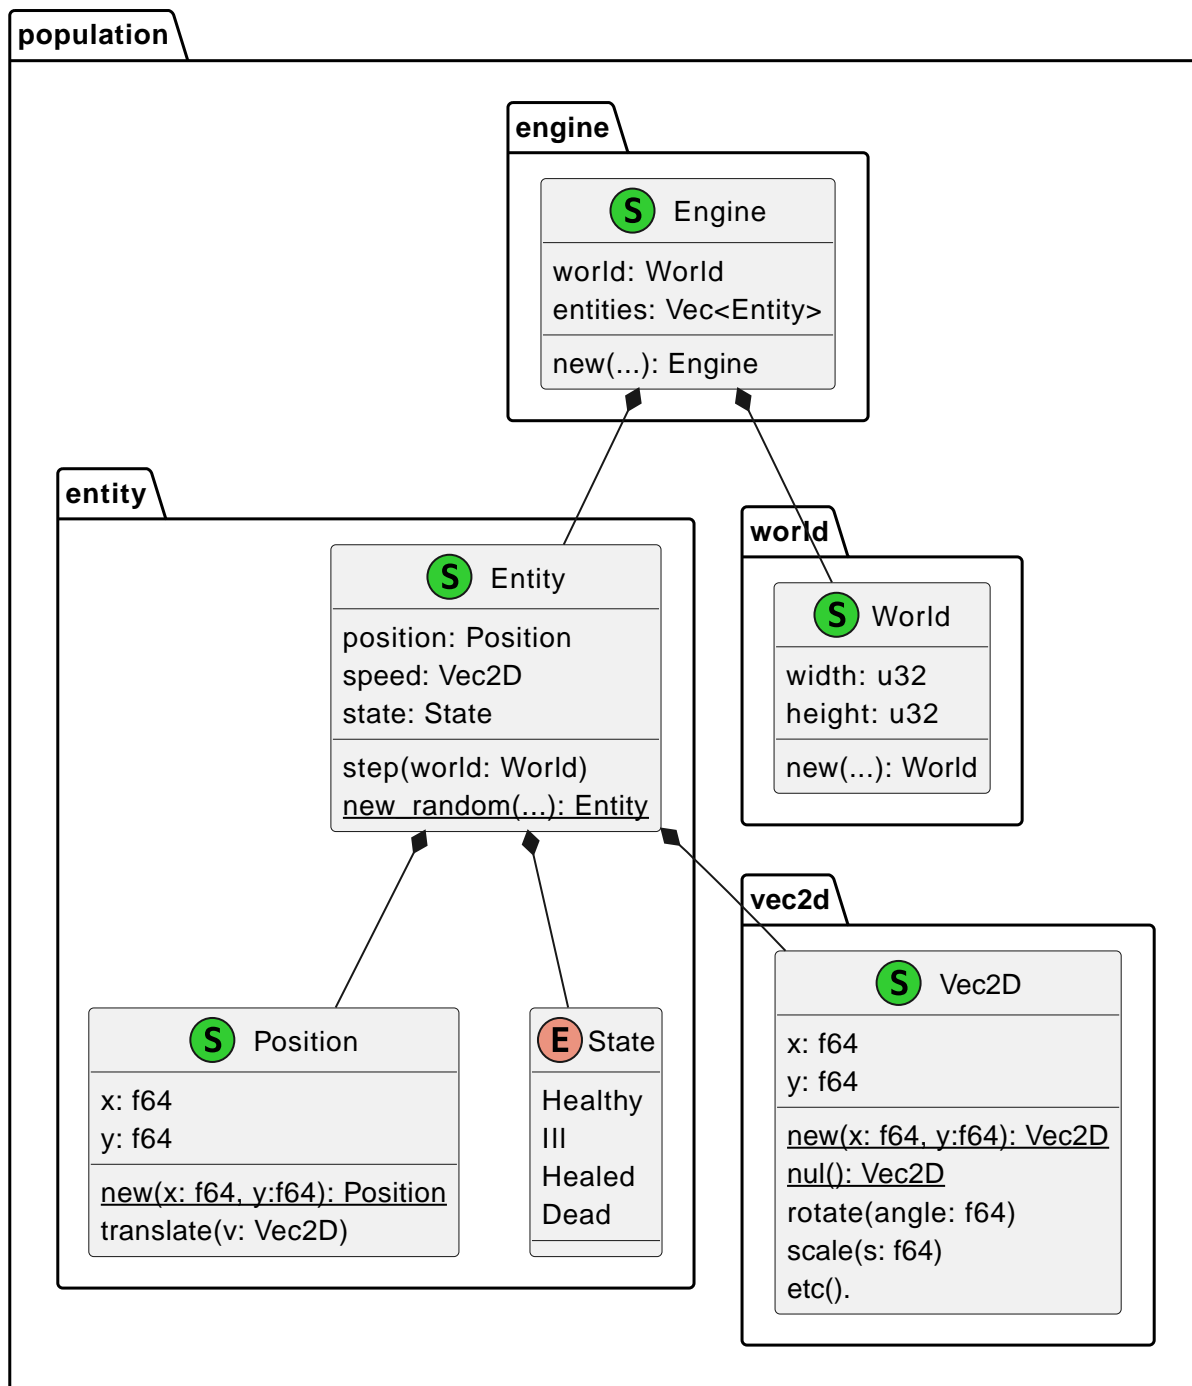 population
engine
S Engine
world: World
entities: Vec<Entity>
new(...): Engine
entity
S Entity
position: Position
speed: Vec2D
state: State
step(world: World)
new_random(...): Entity
world
S World
width: u32
height: u32
new(...): World
S Position
x: f64
y: f64
new(x: f64, y:f64): Position
translate(v: Vec2D)
E State
Healthy
Ill
Healed
Dead
vec2d
S Vec2D
x: f64
y: f64
new(x: f64, y:f64): Vec2D
nul(): Vec2D
rotate(angle: f64)
scale(s: f64)
etc().